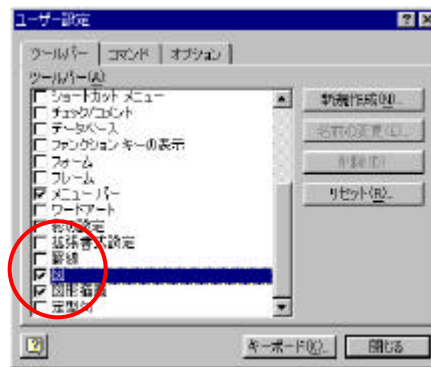 ユーザー設定
ツールバー コマンド オプション
ツールバー(A)
ショートカット メニュー
チェック/コメント
データベース
ファンクション キーの表示
フォーム
フレーム
メニュー バー
ワードアート
拡張書式設定
罫線
図
図形描画
定型句
新規作成(N)...
名前の変更(E)...
削除(D)
リセット(R)...
キーボード(K)...
閉じる